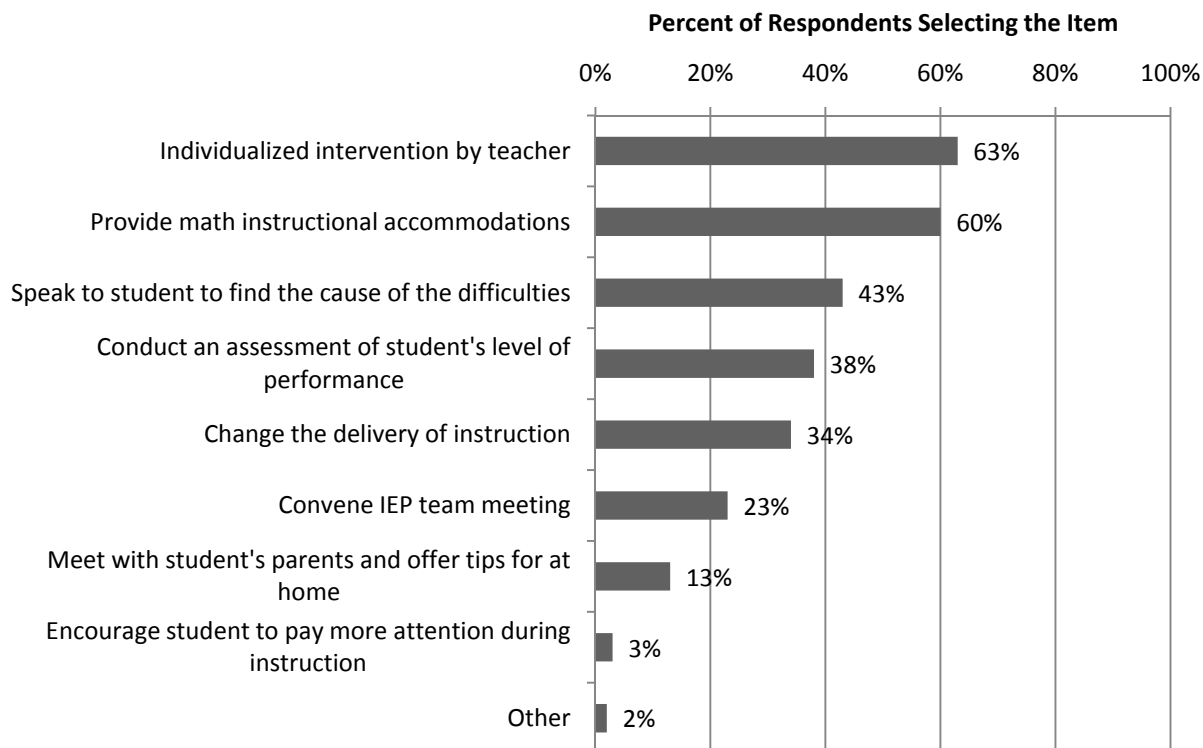 Percent of Respondents Selecting the Item
0% 20% 40% 60% 80% 100%
Individualized intervention by teacher 63%
Provide math instructional accommodations 60%
Speak to student to find the cause of the difficulties 43%
Conduct an assessment of student's level of
performance 38%
Change the delivery of instruction 34%
Convene IEP team meeting 23%
Meet with student's parents and offer tips for at
home 13%
Encourage student to pay more attention during
instruction 3%
Other 2%